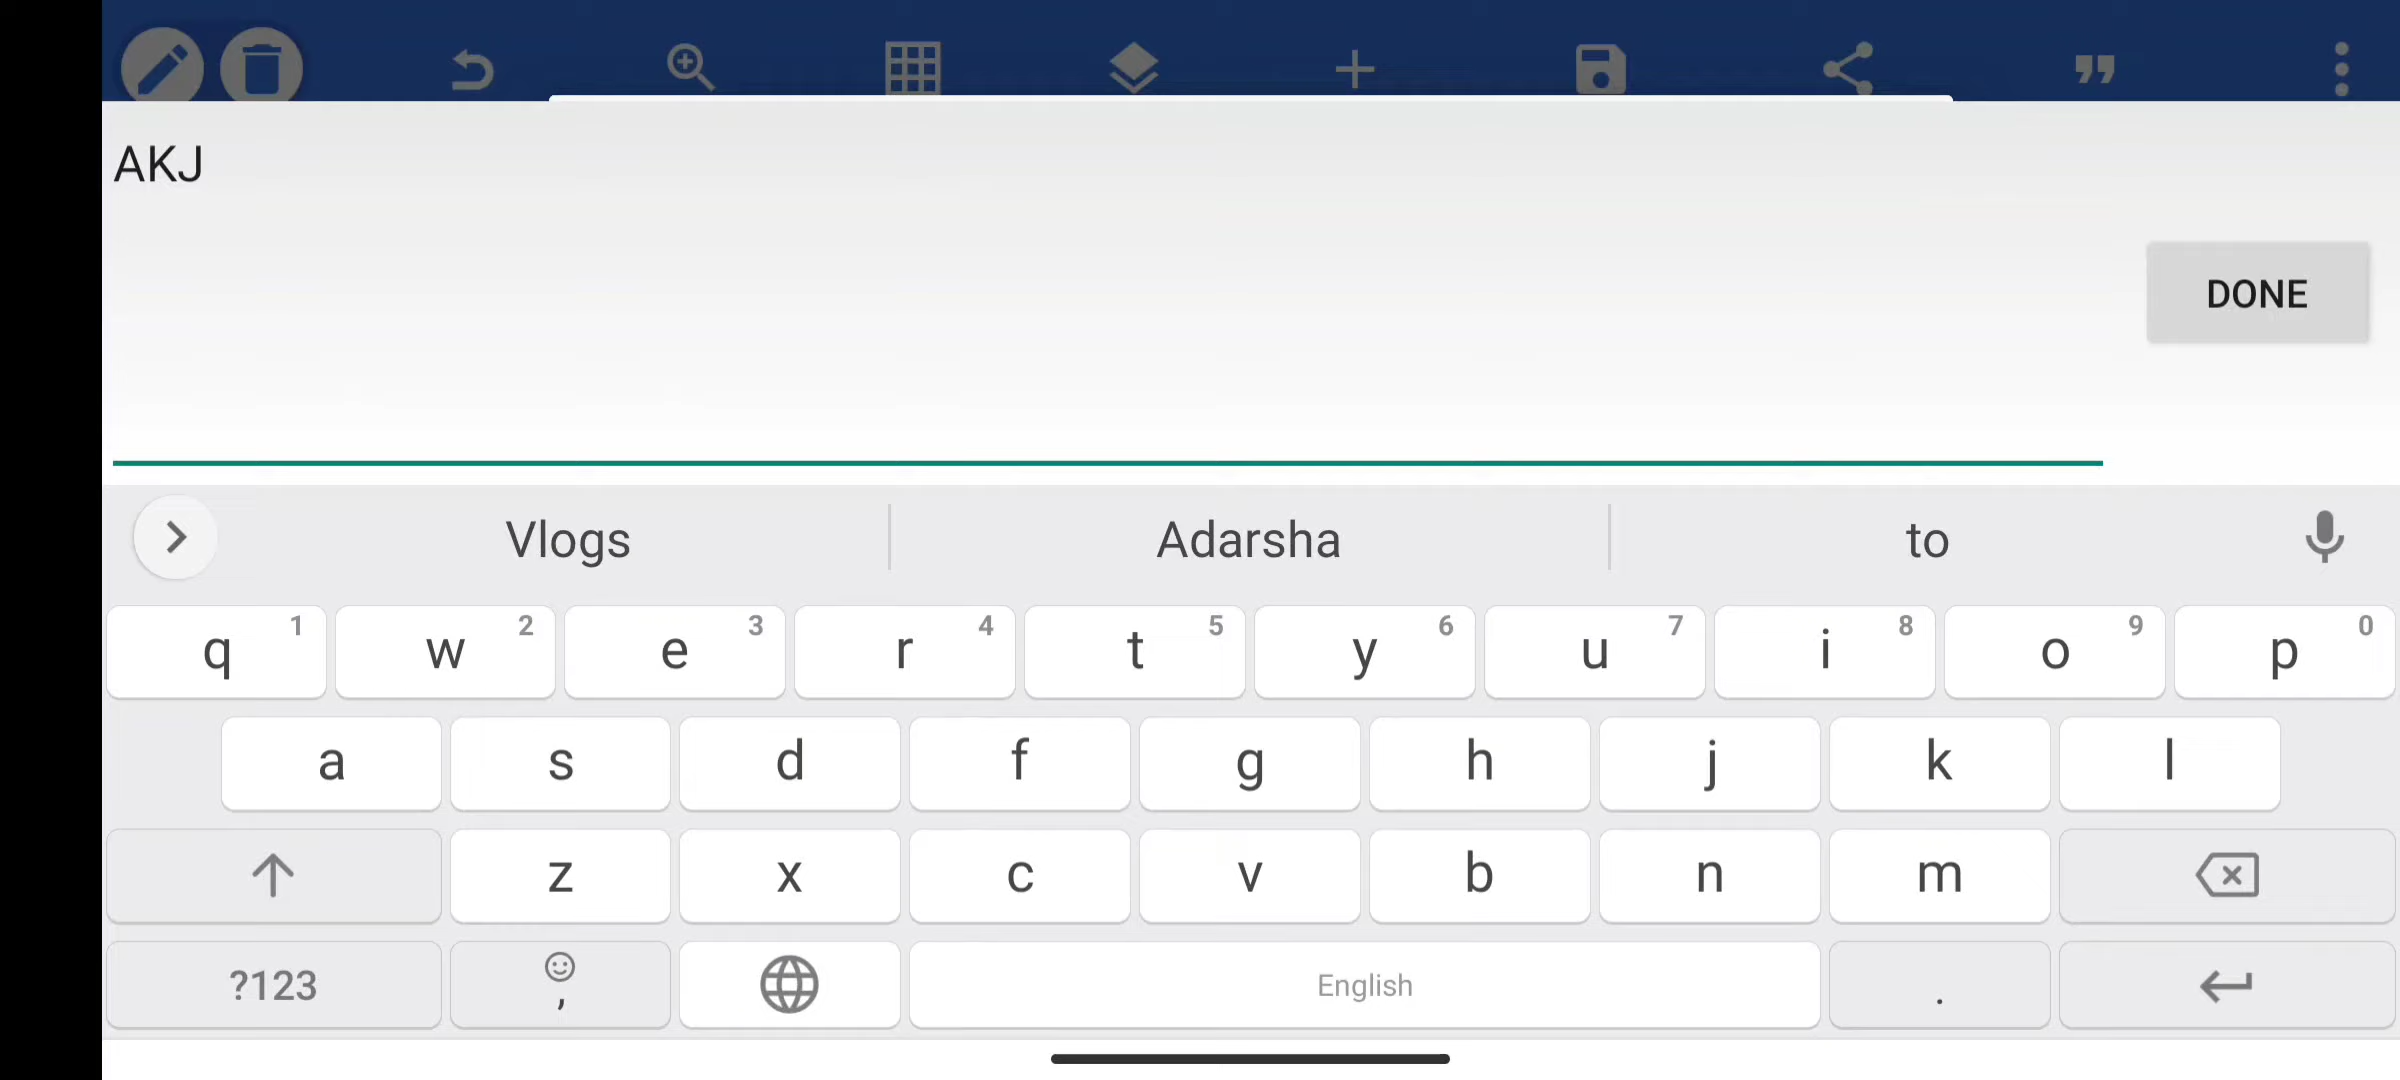 AKJ
DONE
Vlogs Adarsha to
q 1 w 2 e 3 r 4 t 5 y 6 u 7 i 8 o 9 p 0
a s d f g h j k l
z x c v b n m
?123 , English .